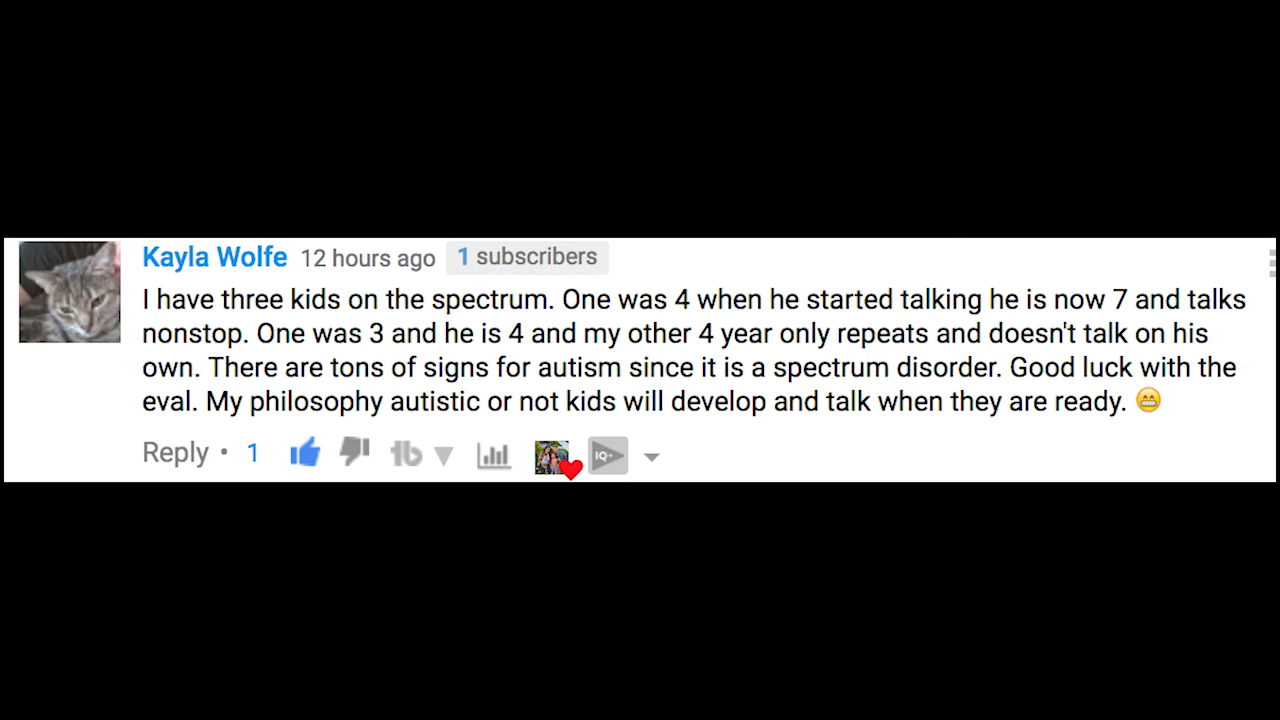 Kayla Wolfe 12 hours ago 1 subscribers
I have three kids on the spectrum. One was 4 when he started talking he is now 7 and talks
nonstop. One was 3 and he is 4 and my other 4 year only repeats and doesn't talk on his
own. There are tons of signs for autism since it is a spectrum disorder. Good luck with the
eval. My philosophy autistic or not kids will develop and talk when they are ready. 😁
Reply • 1 tb IQ+